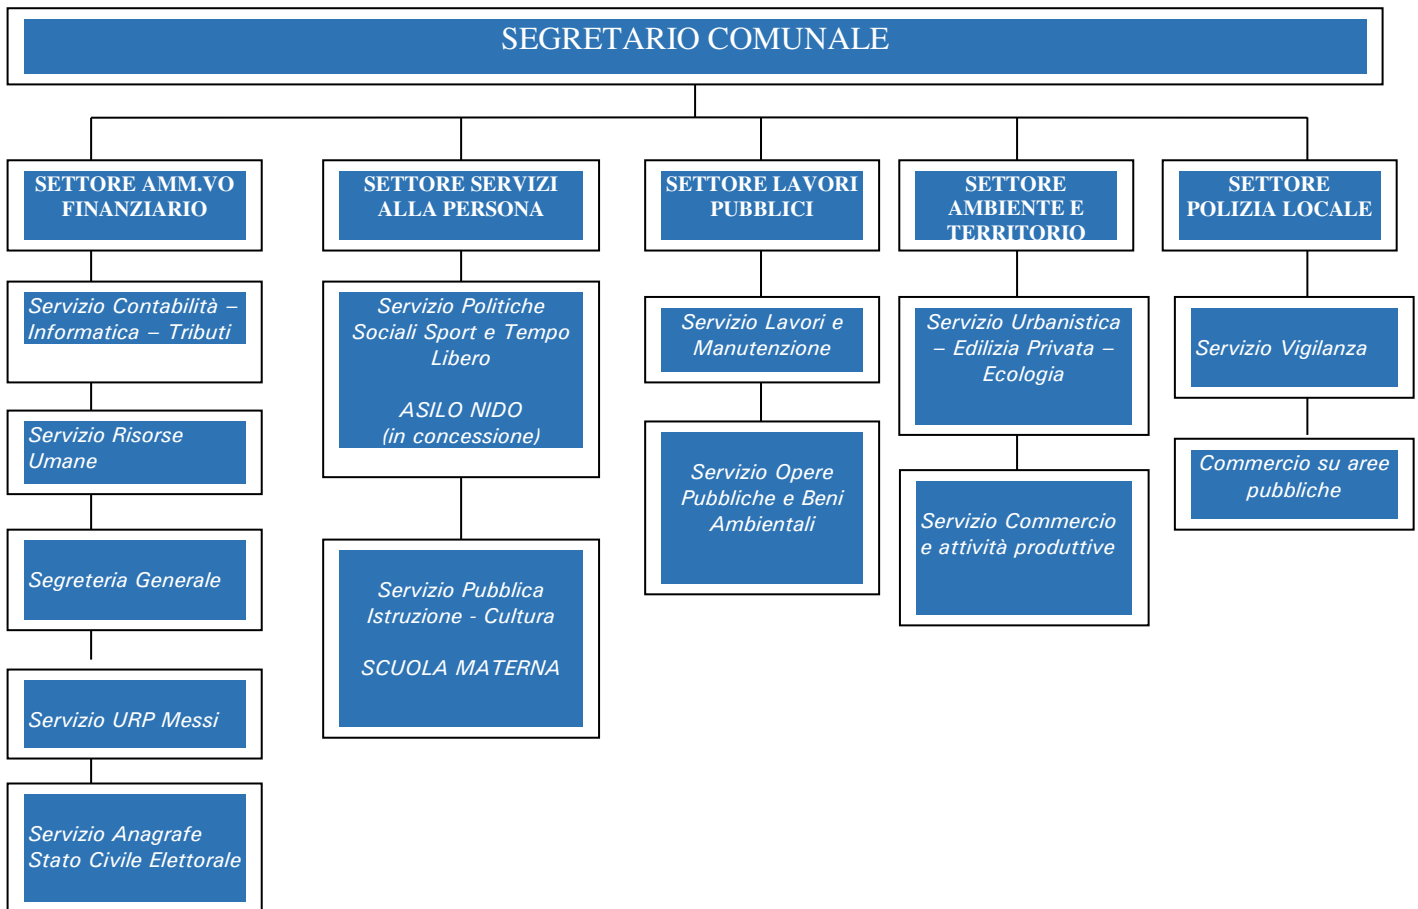 SEGRETARIO COMUNALE
SETTORE AMM.VO
FINANZIARIO
SETTORE SERVIZI
ALLA PERSONA
SETTORE LAVORI
PUBBLICI
SETTORE
AMBIENTE E
TERRITORIO
SETTORE
POLIZIA LOCALE
Servizio Contabilità –
Informatica – Tributi
Servizio Risorse
Umane
Segreteria Generale
Servizio URP Messi
Servizio Anagrafe
Stato Civile Elettorale
Servizio Politiche
Sociali Sport e Tempo
Libero
ASILO NIDO
(in concessione)
Servizio Pubblica
Istruzione - Cultura
SCUOLA MATERNA
Servizio Lavori e
Manutenzione
Servizio Opere
Pubbliche e Beni
Ambientali
Servizio Urbanistica
– Edilizia Privata –
Ecologia
Servizio Commercio
e attività produttive
Servizio Vigilanza
Commercio su aree
pubbliche